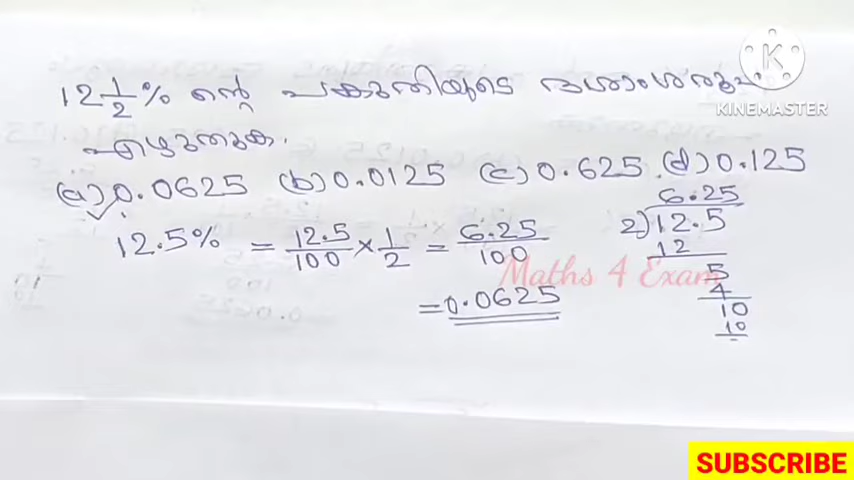 K
KINEMASTER
12 1/2 % ന്റെ പകുതിയുടെ ദശാംശരൂപം
എഴുതുക.
(a) 0.0625 (b) 0.0125 (c) 0.625 (d) 0.125
12.5% = 12.5/100 × 1/2 = 6.25/100
= 0.0625
6.25
2)12.5
12
5
4
10
10
Maths 4 Exam
SUBSCRIBE